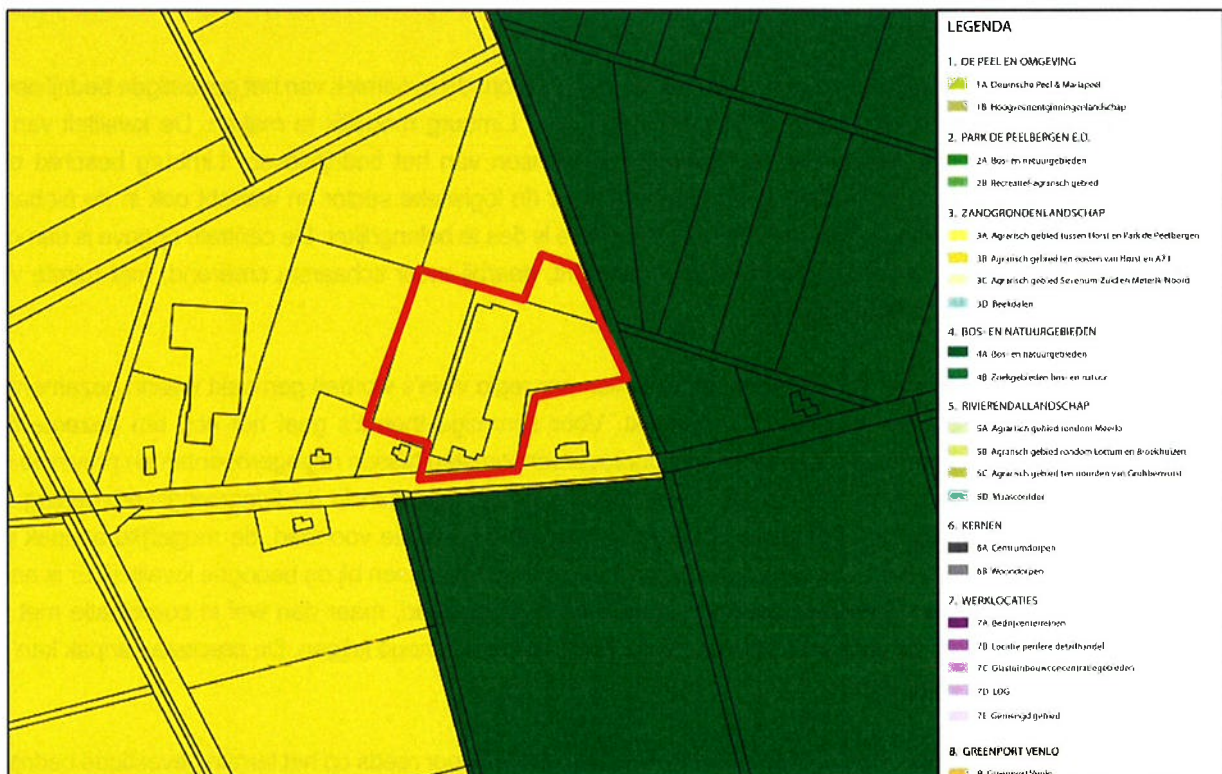 LEGENDA
1. DE PEEL EN OMGEVING
1A Deurnsche Peel & Mariapeel
1B Hoogveenontginningenlandschap
2. PARK DE PEELBERGEN E.O.
2A Bos- en natuurgebieden
2B Recreatief-agrarisch gebied
3. ZANDGRONDENLANDSCHAP
3A Agrarisch gebied tussen Horst en Park de Peelbergen
3B Agrarisch gebied ten oosten van Horst en A73
3C Agrarisch gebied Sevenum-Zuid en Meterik-Noord
3D Beekdalen
4. BOS- EN NATUURGEBIEDEN
4A Bos- en natuurgebieden
4B Zoekgebieden bos- en natuur
5. RIVIERENDALLANDSCHAP
5A Agrarisch gebied rondom Meerlo
5B Agrarisch gebied rondom Lottum en Broekhuizen
5C Agrarisch gebied ten noorden van Grubbenvorst
5D Maascorridor
6. KERNEN
6A Centrumdorpen
6B Woondorpen
7. WERKLOCATIES
7A Bedrijventerreinen
7B Locatie perifere detailhandel
7C Glastuinbouwconcentratiegebieden
7D LOG
7E Gemengd gebied
8. GREENPORT VENLO
8 Greenport Venlo